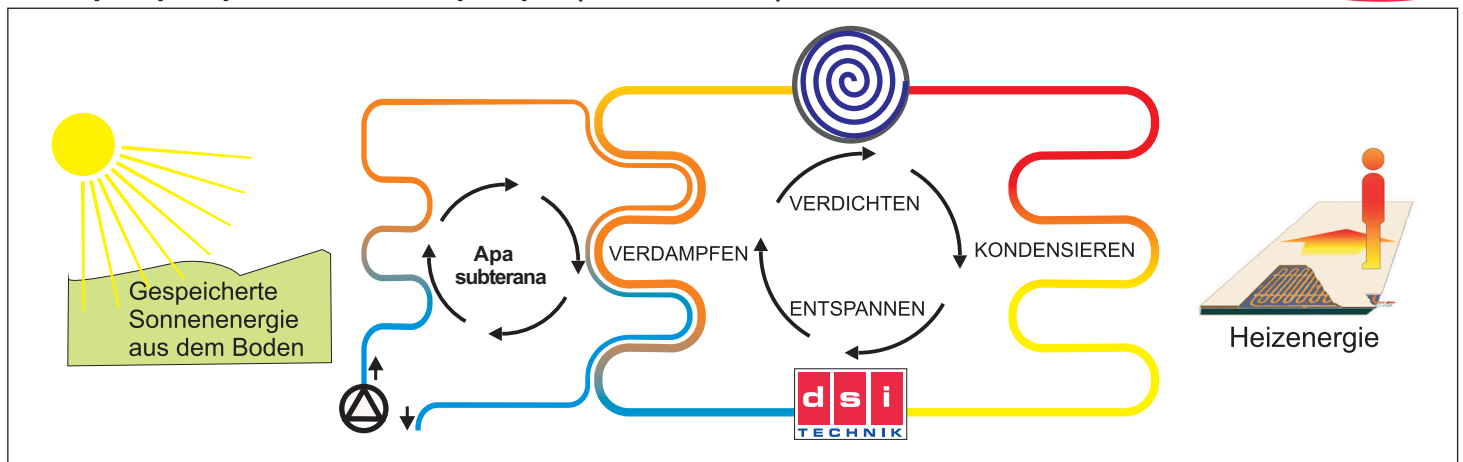 Gespeicherte
Sonnenenergie
aus dem Boden
Apa
subterana
VERDAMPFEN
VERDICHTEN
ENTSPANNEN
KONDENSIEREN
dsi
TECHNIK
Heizenergie